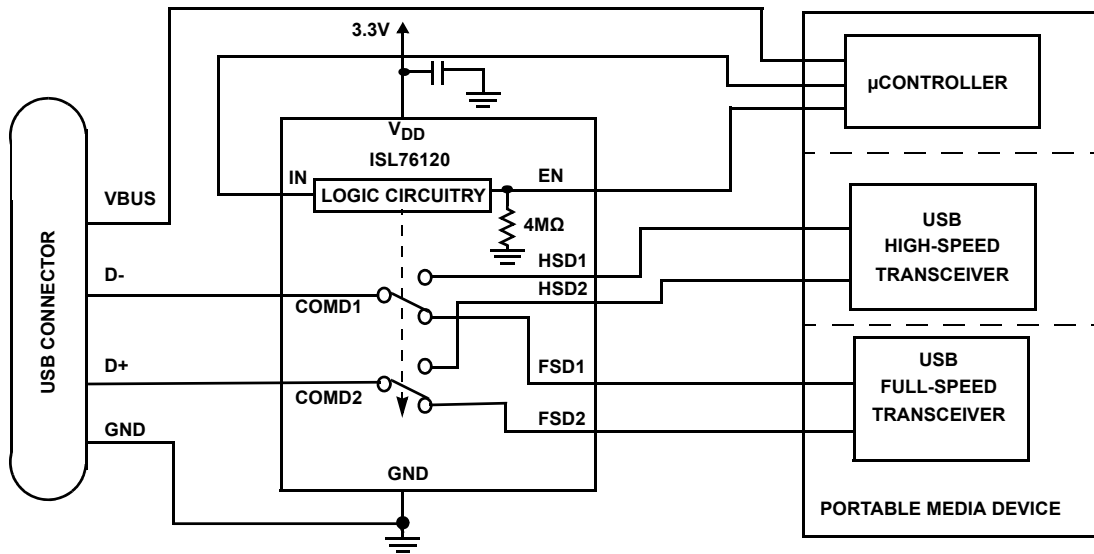 3.3V
µCONTROLLER
VDD
ISL76120
IN
EN
LOGIC CIRCUITRY
4MΩ
VBUS
USB CONNECTOR
D-
COMD1
D+
COMD2
GND
HSD1
HSD2
FSD1
FSD2
GND
USB
HIGH-SPEED
TRANSCEIVER
USB
FULL-SPEED
TRANSCEIVER
PORTABLE MEDIA DEVICE